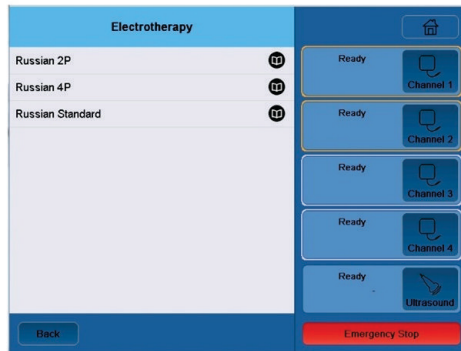 Electrotherapy
Russian 2P
Russian 4P
Russian Standard
Back
Ready
Channel 1
Ready
Channel 2
Ready
Channel 3
Ready
Channel 4
Ready
Ultrasound
Emergency Stop